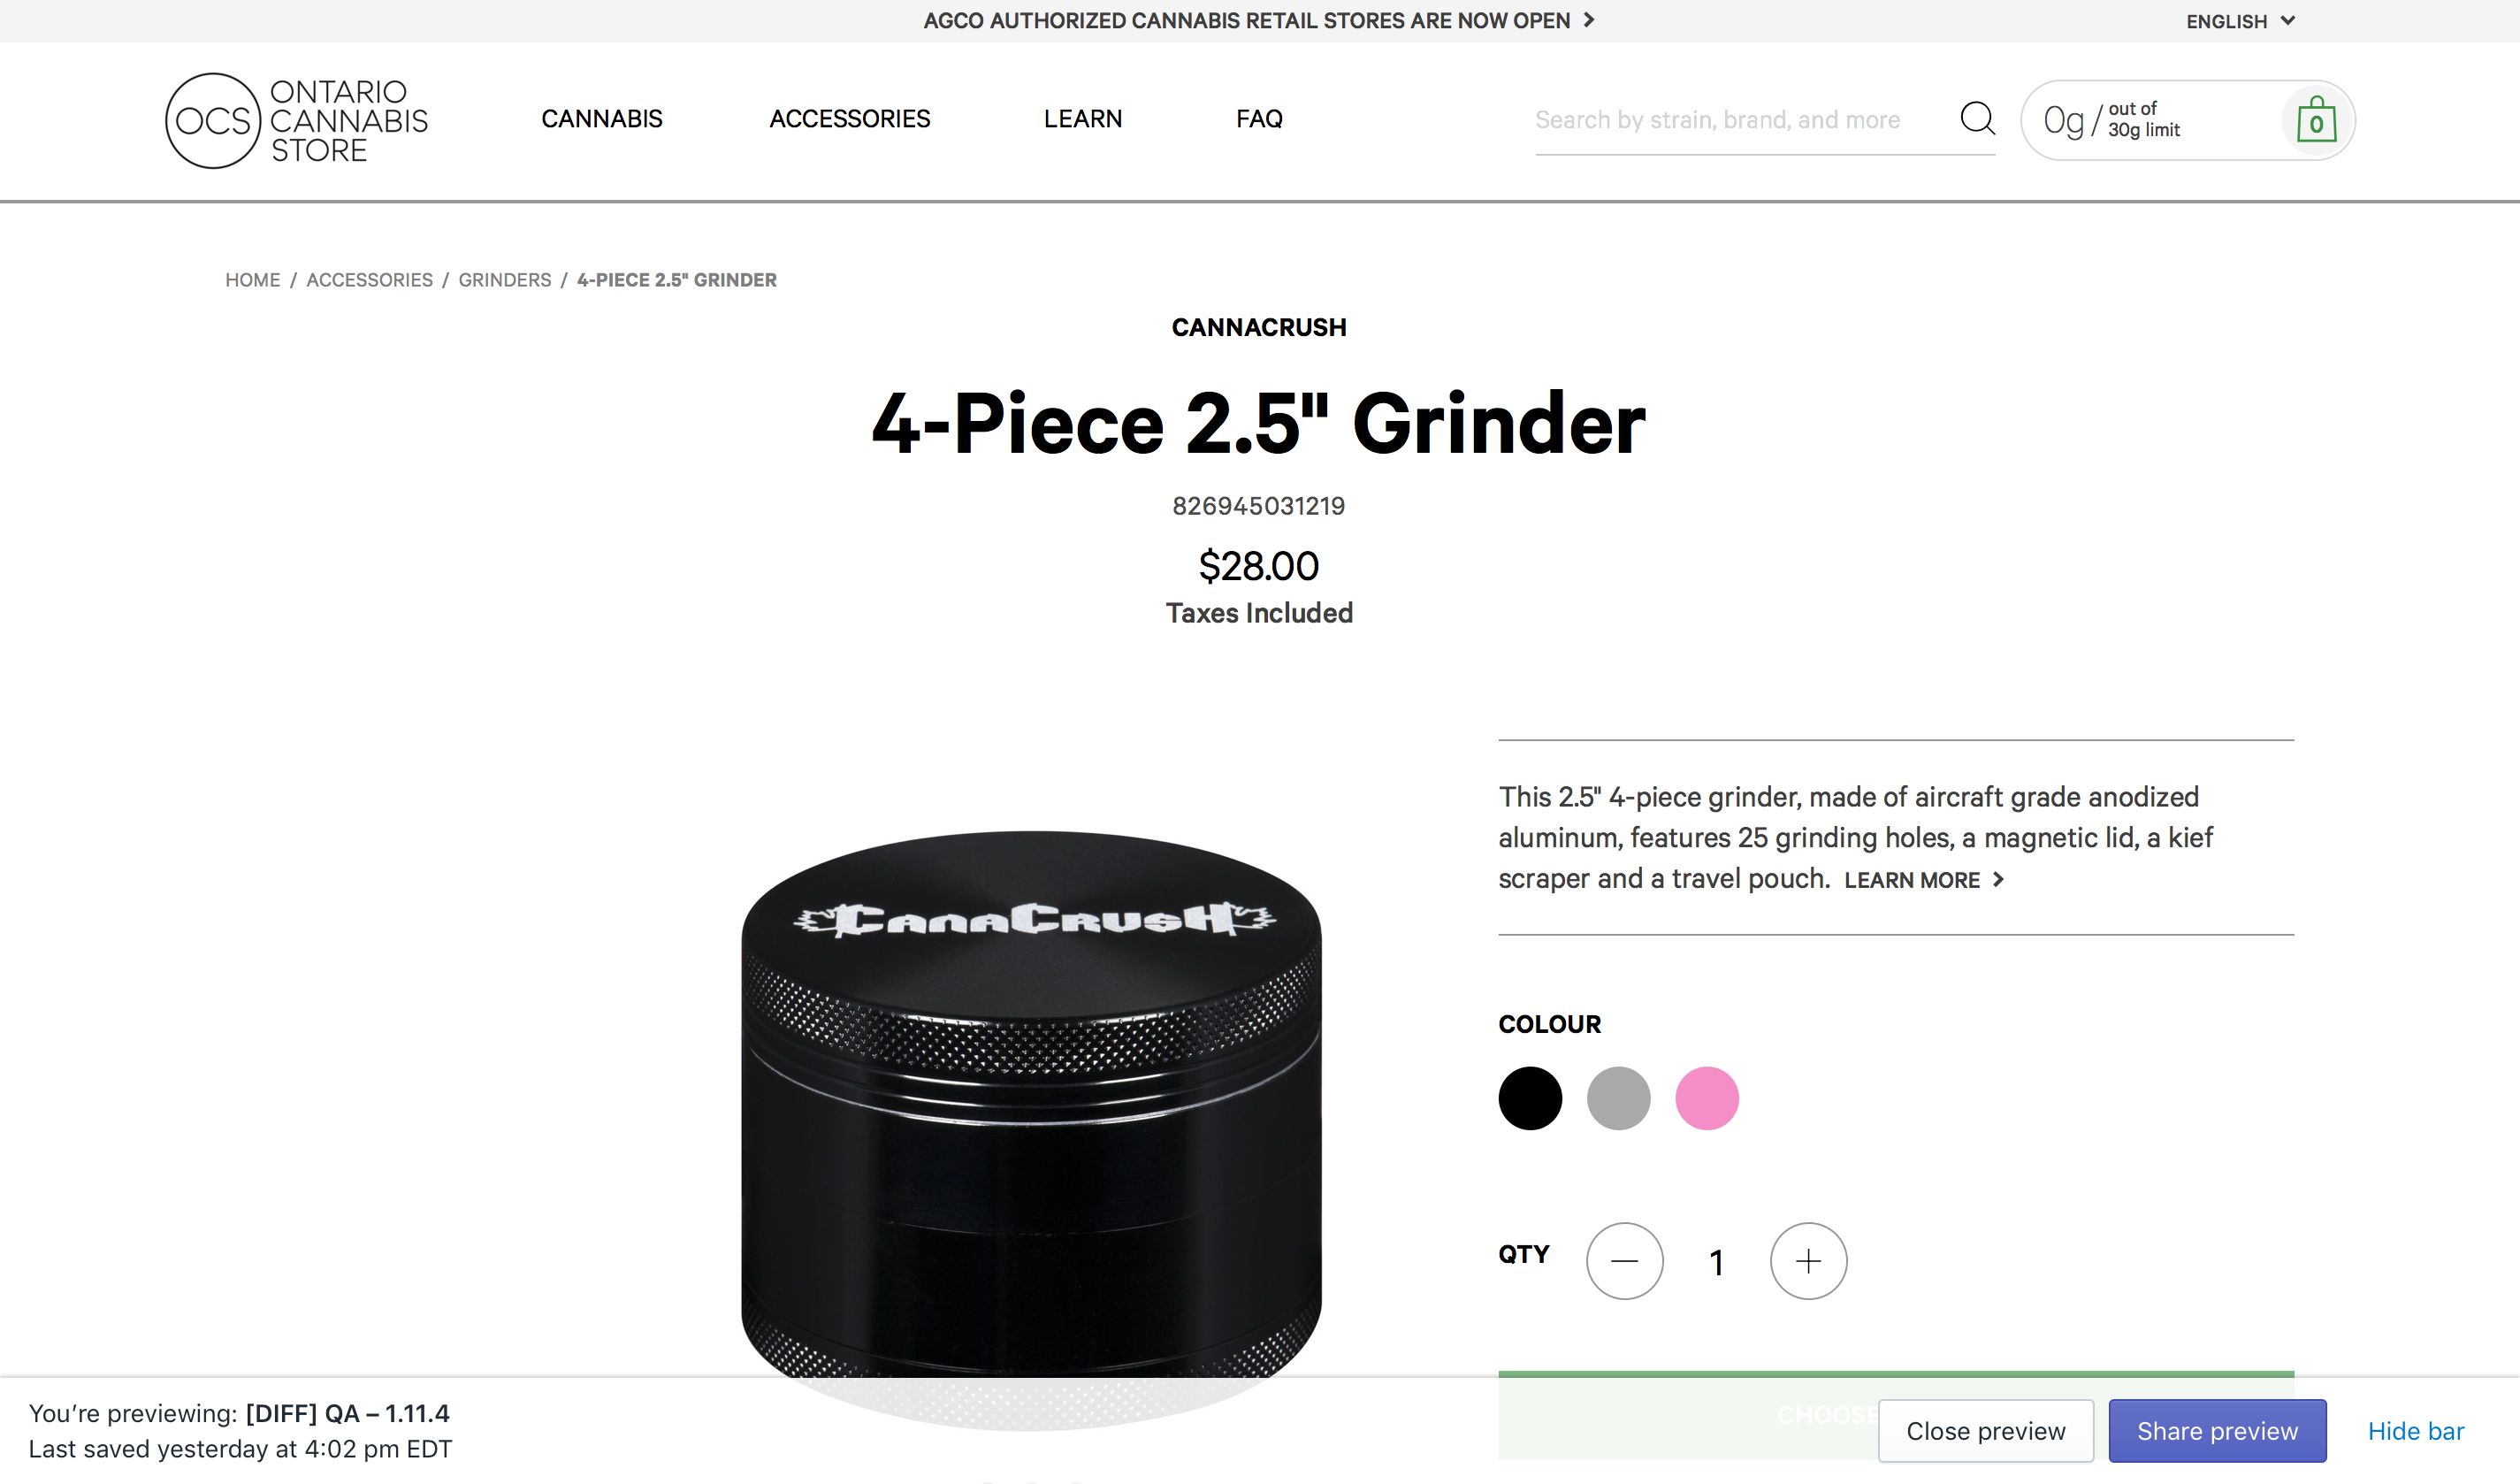 AGCO AUTHORIZED CANNABIS RETAIL STORES ARE NOW OPEN
ENGLISH
OCS
ONTARIO
CANNABIS
STORE
CANNABIS
ACCESSORIES
LEARN
FAQ
Search by strain, brand, and more
0g / out of
30g limit
0
HOME / ACCESSORIES / GRINDERS / 4-PIECE 2.5" GRINDER
CANNACRUSH
4-Piece 2.5" Grinder
826945031219
$28.00
Taxes Included
CANACRUSH
This 2.5" 4-piece grinder, made of aircraft grade anodized
aluminum, features 25 grinding holes, a magnetic lid, a kief
scraper and a travel pouch. LEARN MORE
COLOUR
QTY
1
CHOOSE
You’re previewing: [DIFF] QA – 1.11.4
Last saved yesterday at 4:02 pm EDT
Close preview
Share preview
Hide bar